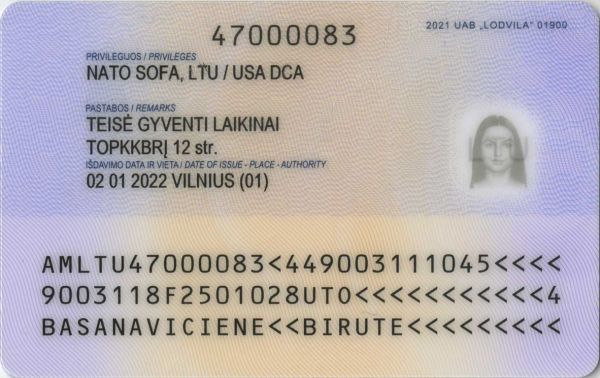 47000083
2021 UAB „LODVILA“ 01900
PRIVILEGIJOS / PRIVILEGES
NATO SOFA, LTU / USA DCA
PASTABOS / REMARKS
TEISĖ GYVENTI LAIKINAI
TOPKKBRĮ 12 str.
IŠDAVIMO DATA IR VIETA / DATE OF ISSUE - PLACE - AUTHORITY
02 01 2022 VILNIUS (01)
AMLTU47000083<449003111045<<<<
9003118F2501028UTO<<<<<<<<<<<4
BASANAVICIENE<<BIRUTE<<<<<<<<<